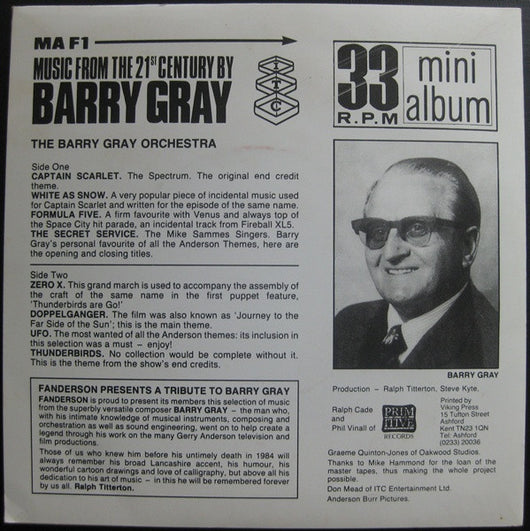 MA F1
MUSIC FROM THE 21ST CENTURY BY
BARRY GRAY
ITC
33
R.P.M
mini
album
THE BARRY GRAY ORCHESTRA
Side One
CAPTAIN SCARLET. The Spectrum. The original end credit
theme.
WHITE AS SNOW. A very popular piece of incidental music used
for Captain Scarlet and written for the episode of the same name.
FORMULA FIVE. A firm favourite with Venus and always top of
the Space City hit parade, an incidental track from Fireball XL5.
THE SECRET SERVICE. The Mike Sammes Singers. Barry
Gray's personal favourite of all the Anderson Themes, here are
the opening and closing titles.
Side Two
ZERO X. This grand march is used to accompany the assembly of
the craft of the same name in the first puppet feature,
'Thunderbirds are Go!'
DOPPELGANGER. The film was also known as 'Journey to the
Far Side of the Sun'; this is the main theme.
UFO. The most wanted of all the Anderson themes: its inclusion in
this selection was a must – enjoy!
THUNDERBIRDS. No collection would be complete without it.
This is the theme from the show's end credits.
FANDERSON PRESENTS A TRIBUTE TO BARRY GRAY
FANDERSON is proud to present its members this selection of music
from the superbly versatile composer BARRY GRAY – the man who,
with his intimate knowledge of musical instruments, composing and
orchestration as well as sound engineering, went on to help create a
legend through his work on the many Gerry Anderson television and
film productions.
Those of us who knew him before his untimely death in 1984 will
always remember his broad Lancashire accent, his humour, his
wonderful cartoon drawings and love of calligraphy, but above all his
dedication to his art of music – in this he will be remembered forever
by us all. Ralph Titterton.
BARRY GRAY
Production – Ralph Titterton, Steve Kyte.
Ralph Cade
and
Phil Vinall of
PRIM
ITIVE
RECORDS
Printed by
Viking Press
15 Tufton Street
Ashford
Kent TN23 1QN
Tel: Ashford
(0233) 20036
Graeme Quinton-Jones of Oakwood Studios.
Thanks to Mike Hammond for the loan of the
master tapes, thus making the whole project
possible.
Don Mead of ITC Entertainment Ltd.
Anderson Burr Pictures.